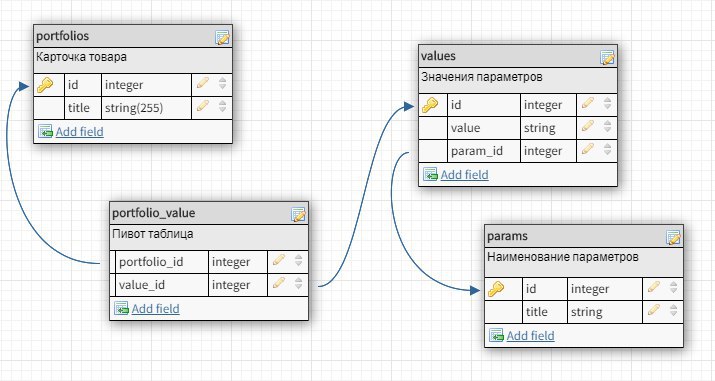 portfolios
Карточка товара
id integer
title string(255)
Add field
values
Значения параметров
id integer
value string
param_id integer
Add field
portfolio_value
Пивот таблица
portfolio_id integer
value_id integer
Add field
params
Наименование параметров
id integer
title string
Add field